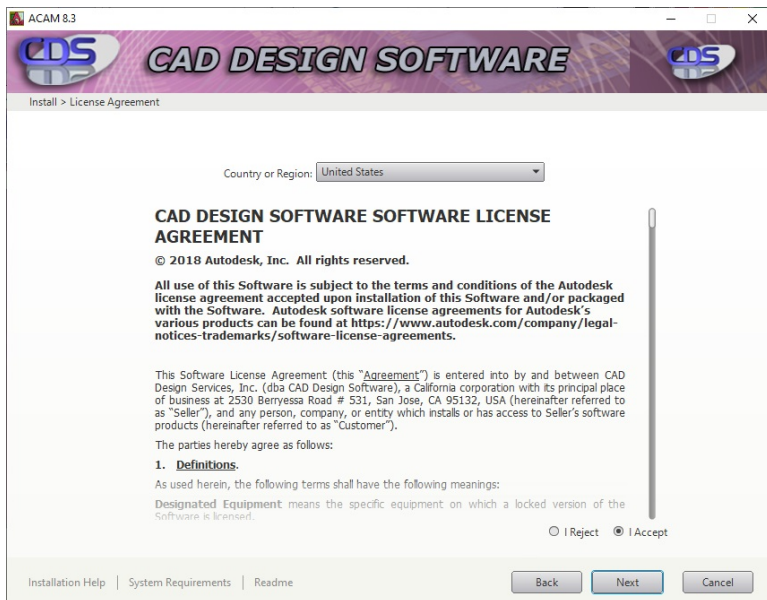 ACAM 8.3
CDS
CAD DESIGN SOFTWARE
CDS
Install > License Agreement
Country or Region: United States
CAD DESIGN SOFTWARE SOFTWARE LICENSE
AGREEMENT
© 2018 Autodesk, Inc. All rights reserved.
All use of this Software is subject to the terms and conditions of the Autodesk
license agreement accepted upon installation of this Software and/or packaged
with the Software. Autodesk software license agreements for Autodesk's
various products can be found at https://www.autodesk.com/company/legal-
notices-trademarks/software-license-agreements.
This Software License Agreement (this “Agreement”) is entered into by and between CAD
Design Services, Inc. (dba CAD Design Software), a California corporation with its principal place
of business at 2530 Berryessa Road # 531, San Jose, CA 95132, USA (hereinafter referred to
as “Seller”), and any person, company, or entity which installs or has access to Seller’s software
products (hereinafter referred to as “Customer”).
The parties hereby agree as follows:
1. Definitions.
As used herein, the following terms shall have the following meanings:
Designated Equipment means the specific equipment on which a locked version of the
Software is licensed.
I Reject I Accept
Installation Help | System Requirements | Readme Back Next Cancel